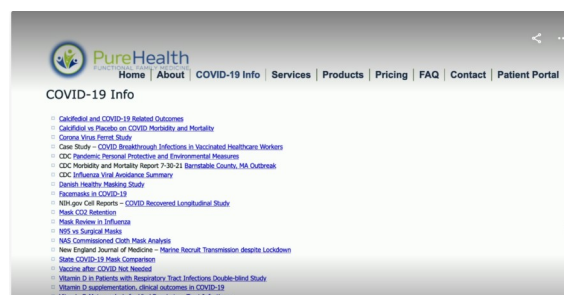 PureHealth
FUNCTIONAL FAMILY MEDICINE
Home | About | COVID-19 Info | Services | Products | Pricing | FAQ | Contact | Patient Portal
COVID-19 Info
Calcifediol and COVID-19 Related Outcomes
Calcifidiol vs Placebo on COVID Morbidity and Mortality
Corona Virus Ferret Study
Case Study – COVID Breakthrough Infections in Vaccinated Healthcare Workers
CDC Pandemic Personal Protective and Environmental Measures
CDC Morbidity and Mortality Report 7-30-21 Barnstable County, MA Outbreak
CDC Influenza Viral Avoidance Summary
Danish Healthy Masking Study
Facemasks in COVID-19
NIH.gov Cell Reports – COVID Recovered Longitudinal Study
Mask CO2 Retention
Mask Review in Influenza
N95 vs Surgical Masks
NAS Commissioned Cloth Mask Analysis
New England Journal of Medicine – Marine Recruit Transmission despite Lockdown
State COVID-19 Mask Comparison
Vaccine after COVID Not Needed
Vitamin D in Patients with Respiratory Tract Infections Double-blind Study
Vitamin D supplementation, clinical outcomes in COVID-19